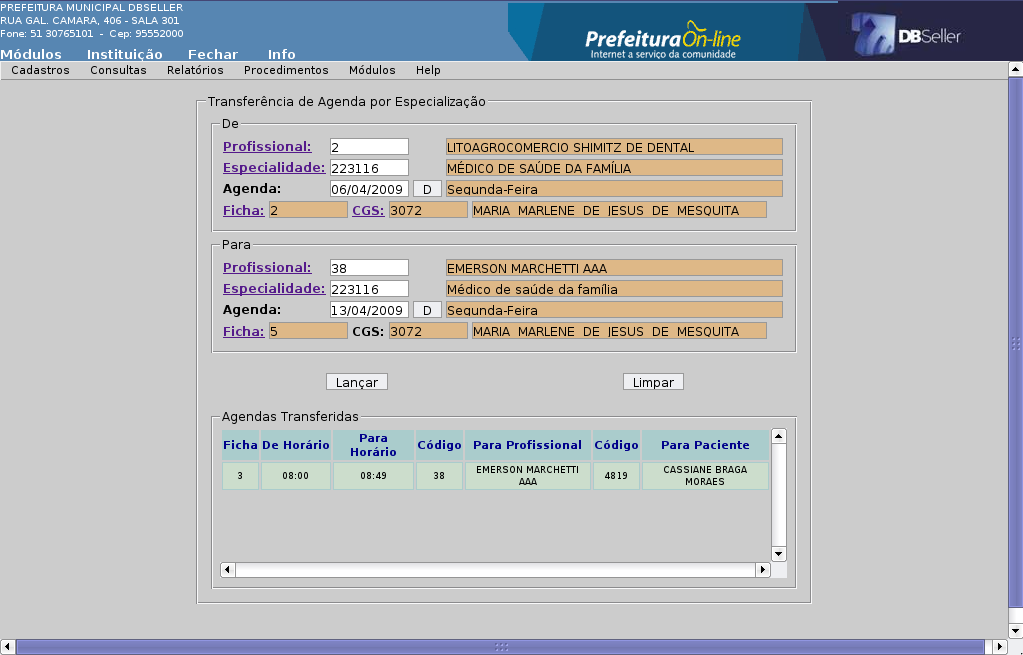 PREFEITURA MUNICIPAL DBSELLER
RUA GAL. CAMARA, 406 - SALA 301
Fone: 51 30765101 - Cep: 95552000
Módulos Instituição Fechar Info
PrefeituraOn-line
Internet a serviço da comunidade
DBSeller
Cadastros Consultas Relatórios Procedimentos Módulos Help
Transferência de Agenda por Especialização
De
Profissional: 2 LITOAGROCOMERCIO SHIMITZ DE DENTAL
Especialidade: 223116 MÉDICO DE SAÚDE DA FAMÍLIA
Agenda: 06/04/2009 D Segunda-Feira
Ficha: 2 CGS: 3072 MARIA MARLENE DE JESUS DE MESQUITA
Para
Profissional: 38 EMERSON MARCHETTI AAA
Especialidade: 223116 Médico de saúde da família
Agenda: 13/04/2009 D Segunda-Feira
Ficha: 5 CGS: 3072 MARIA MARLENE DE JESUS DE MESQUITA
Lançar Limpar
Agendas Transferidas
Ficha De Horário Para Horário Código Para Profissional Código Para Paciente
3 08:00 08:49 38 EMERSON MARCHETTI AAA 4819 CASSIANE BRAGA MORAES